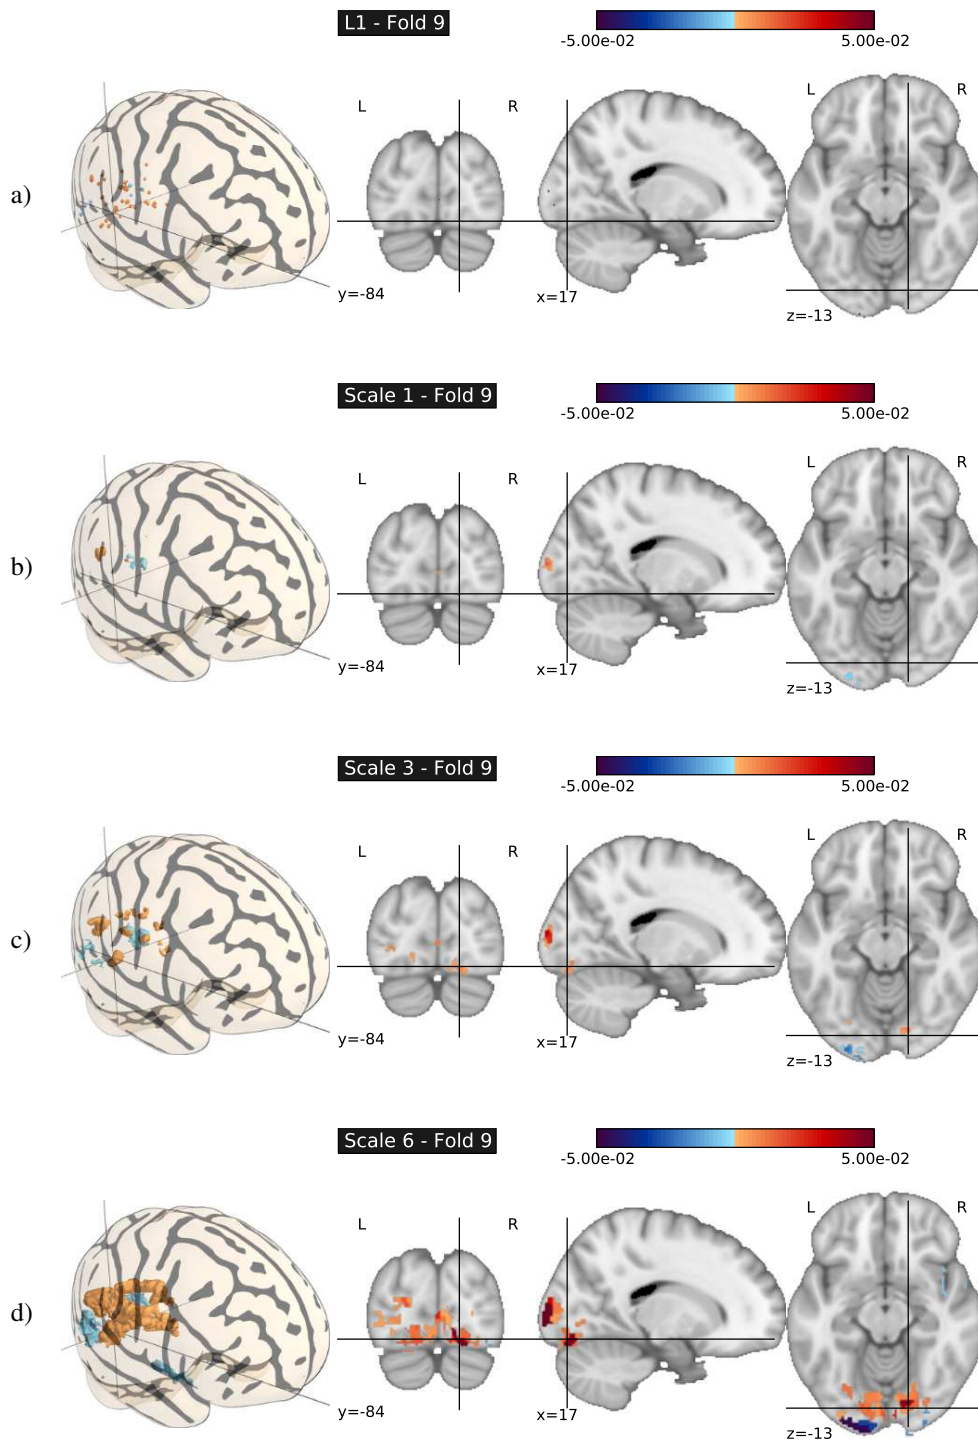 L1 - Fold 9
-5.00e-02 5.00e-02
L R L R
a)
y=-84 x=17 z=-13
Scale 1 - Fold 9
-5.00e-02 5.00e-02
L R L R
b)
y=-84 x=17 z=-13
Scale 3 - Fold 9
-5.00e-02 5.00e-02
L R L R
c)
y=-84 x=17 z=-13
Scale 6 - Fold 9
-5.00e-02 5.00e-02
L R L R
d)
y=-84 x=17 z=-13